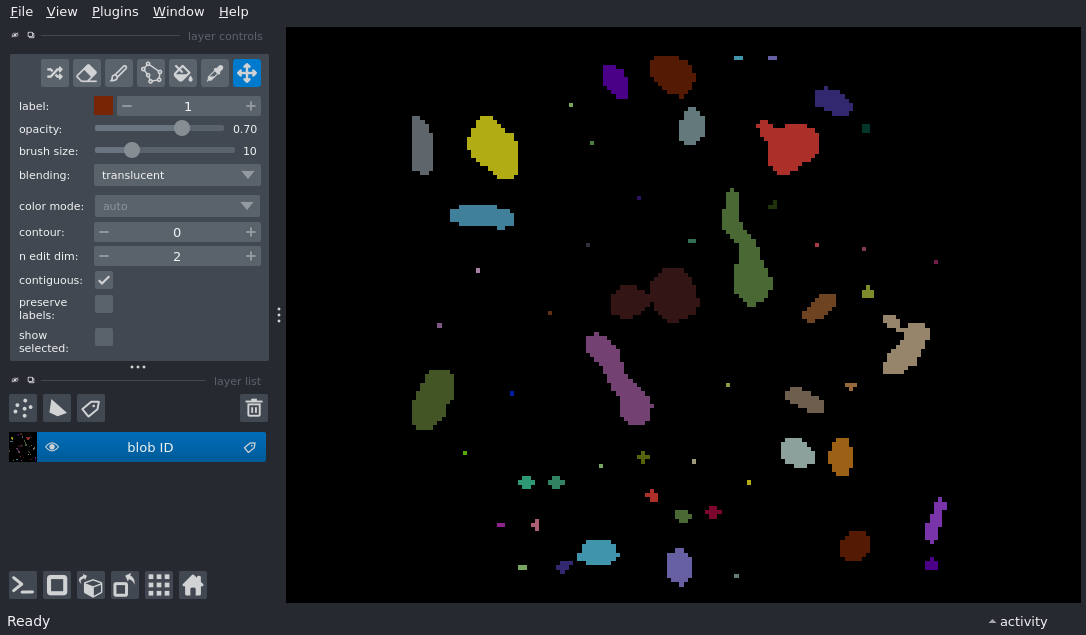 File View Plugins Window Help
layer controls
label: 1
opacity: 0.70
brush size: 10
blending: translucent
color mode: auto
contour: 0
n edit dim: 2
contiguous:
preserve
labels:
show
selected:
layer list
blob ID
Ready
activity